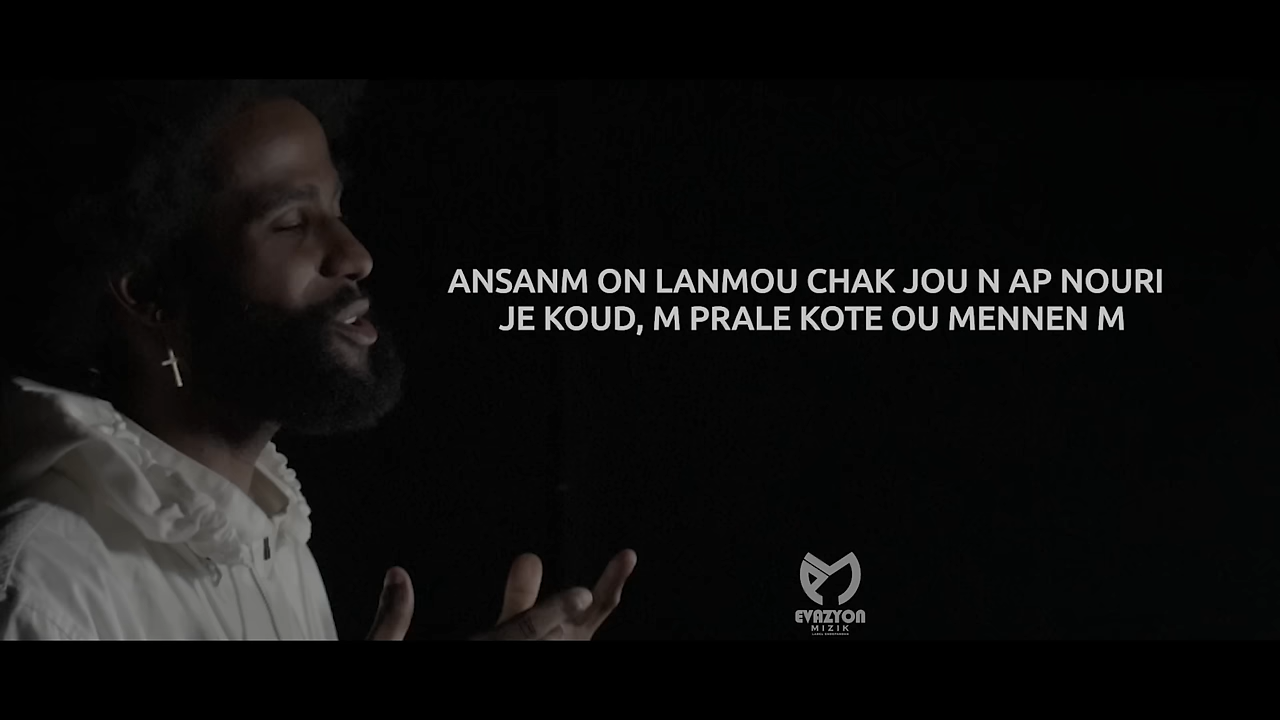 ANSANM ON LANMOU CHAK JOU N AP NOURI
JE KOUD, M PRALE KOTE OU MENNEN M
EVAZYON
MIZIK